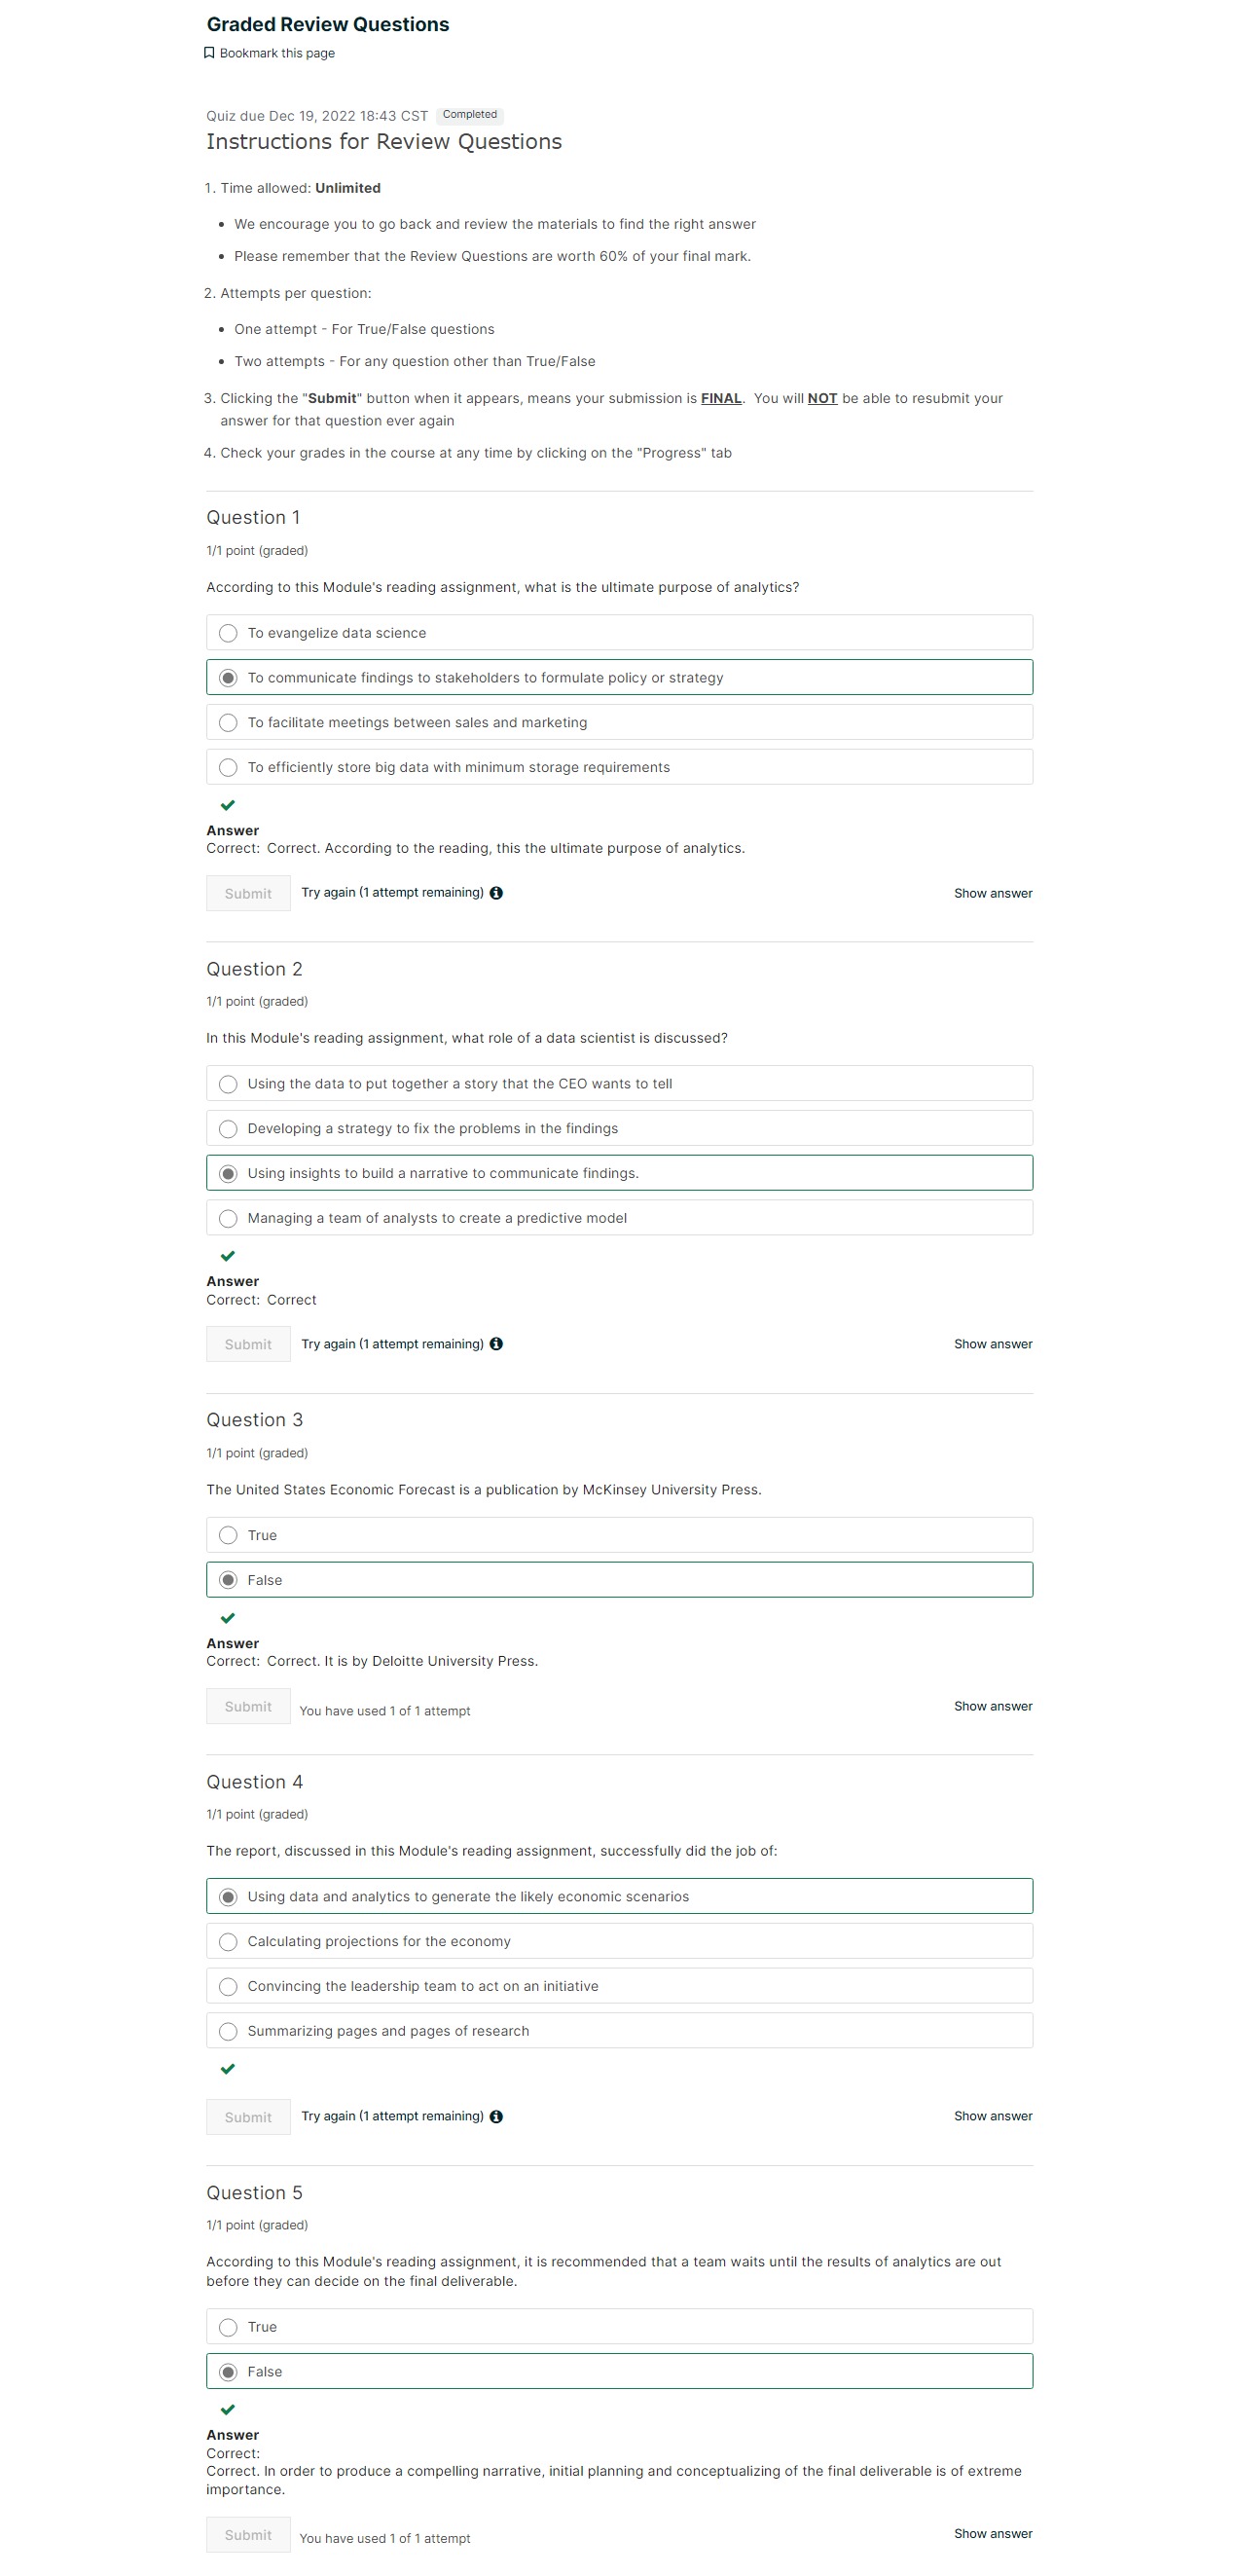 Graded Review Questions
Bookmark this page
Quiz due Dec 19, 2022 18:43 CST Completed
Instructions for Review Questions
1. Time allowed: Unlimited
• We encourage you to go back and review the materials to find the right answer
• Please remember that the Review Questions are worth 60% of your final mark.
2. Attempts per question:
• One attempt - For True/False questions
• Two attempts - For any question other than True/False
3. Clicking the "Submit" button when it appears, means your submission is FINAL. You will NOT be able to resubmit your
answer for that question ever again
4. Check your grades in the course at any time by clicking on the "Progress" tab
Question 1
1/1 point (graded)
According to this Module's reading assignment, what is the ultimate purpose of analytics?
To evangelize data science
To communicate findings to stakeholders to formulate policy or strategy
To facilitate meetings between sales and marketing
To efficiently store big data with minimum storage requirements
Answer
Correct: Correct. According to the reading, this the ultimate purpose of analytics.
Submit Try again (1 attempt remaining) Show answer
Question 2
1/1 point (graded)
In this Module's reading assignment, what role of a data scientist is discussed?
Using the data to put together a story that the CEO wants to tell
Developing a strategy to fix the problems in the findings
Using insights to build a narrative to communicate findings.
Managing a team of analysts to create a predictive model
Answer
Correct: Correct
Submit Try again (1 attempt remaining) Show answer
Question 3
1/1 point (graded)
The United States Economic Forecast is a publication by McKinsey University Press.
True
False
Answer
Correct: Correct. It is by Deloitte University Press.
Submit You have used 1 of 1 attempt Show answer
Question 4
1/1 point (graded)
The report, discussed in this Module's reading assignment, successfully did the job of:
Using data and analytics to generate the likely economic scenarios
Calculating projections for the economy
Convincing the leadership team to act on an initiative
Summarizing pages and pages of research
Submit Try again (1 attempt remaining) Show answer
Question 5
1/1 point (graded)
According to this Module's reading assignment, it is recommended that a team waits until the results of analytics are out
before they can decide on the final deliverable.
True
False
Answer
Correct:
Correct. In order to produce a compelling narrative, initial planning and conceptualizing of the final deliverable is of extreme
importance.
Submit You have used 1 of 1 attempt Show answer